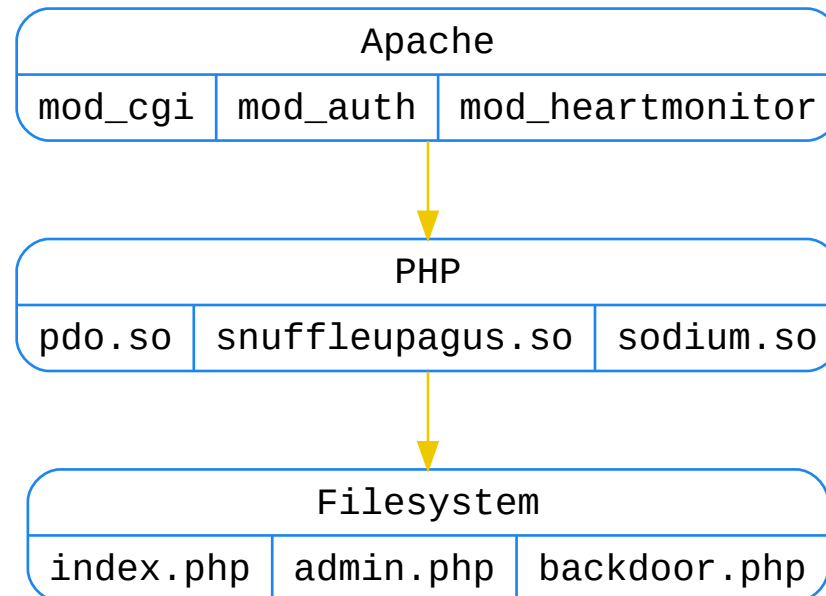 Apache
mod_cgi mod_auth mod_heartmonitor
PHP
pdo.so snuffleupagus.so sodium.so
Filesystem
index.php admin.php backdoor.php